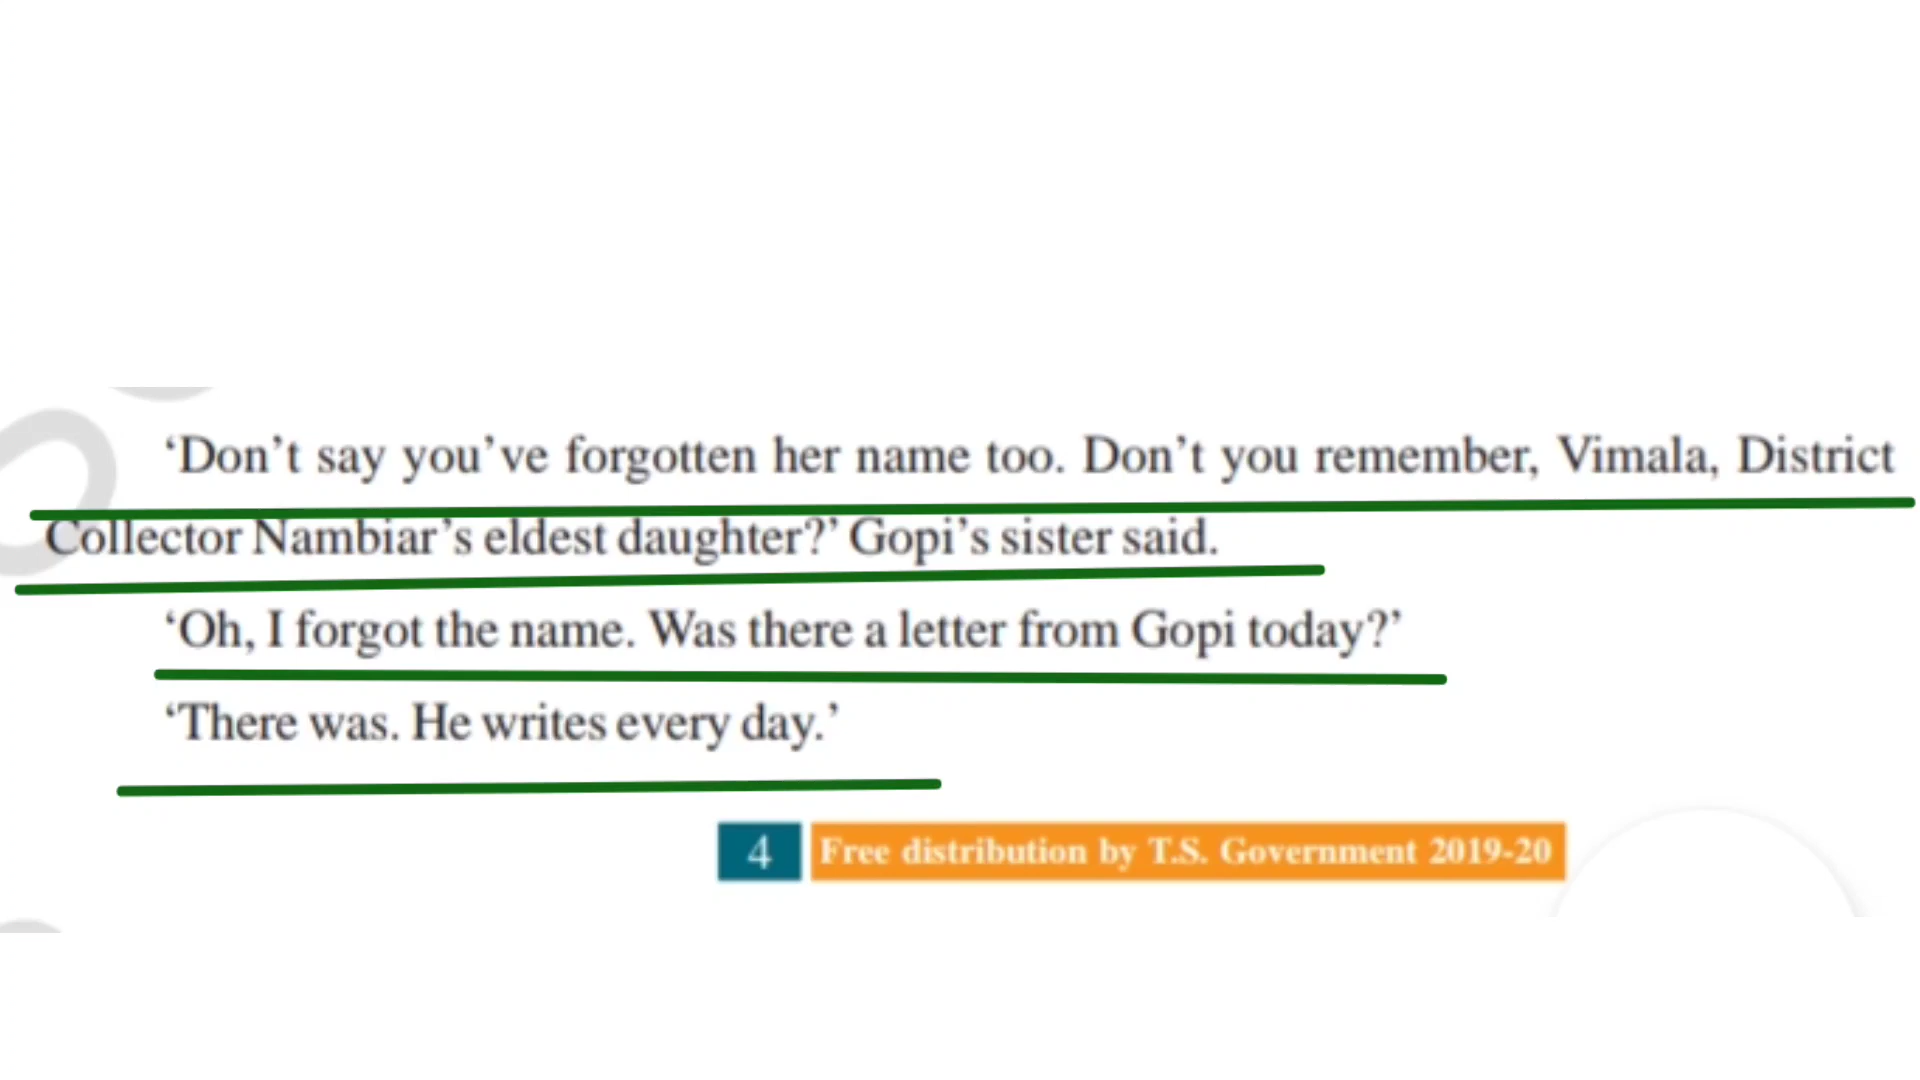 ‘Don’t say you’ve forgotten her name too. Don’t you remember, Vimala, District
Collector Nambiar’s eldest daughter?’ Gopi’s sister said.
‘Oh, I forgot the name. Was there a letter from Gopi today?’
‘There was. He writes every day.’
4 Free distribution by T.S. Government 2019-20